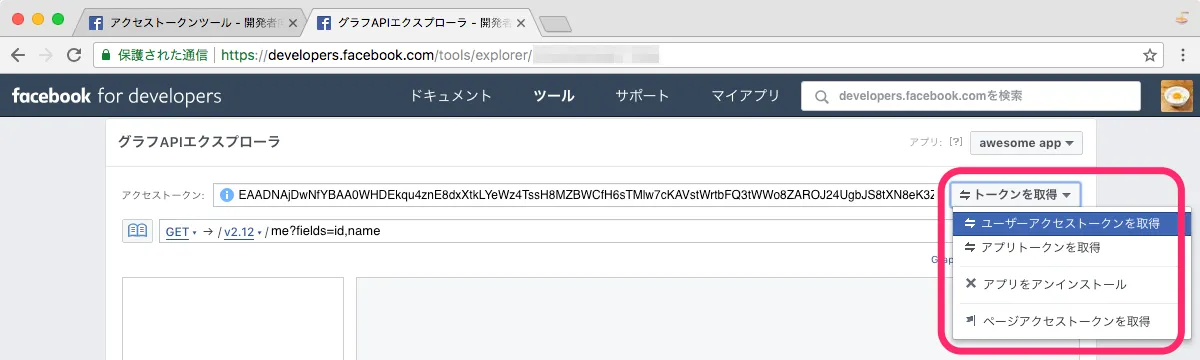 アクセストークンツール - 開発者
グラフAPIエクスプローラ - 開発者
保護された通信 https://developers.facebook.com/tools/explorer/
facebook for developers ドキュメント ツール サポート マイアプリ developers.facebook.comを検索
グラフAPIエクスプローラ アプリ: [?] awesome app
アクセストークン: EAADNAjDwNfYBAA0WHDEkqu4znE8dxXtkLYeWz4TssH8MZBWCfH6sTMlw7cKAVstWrtbFQ3tWWo8ZAROJ24UgbJS8tXN8eK3Z トークンを取得
GET → / v2.12 / me?fields=id,name
ユーザーアクセストークンを取得
アプリトークンを取得
アプリをアンインストール
ページアクセストークンを取得